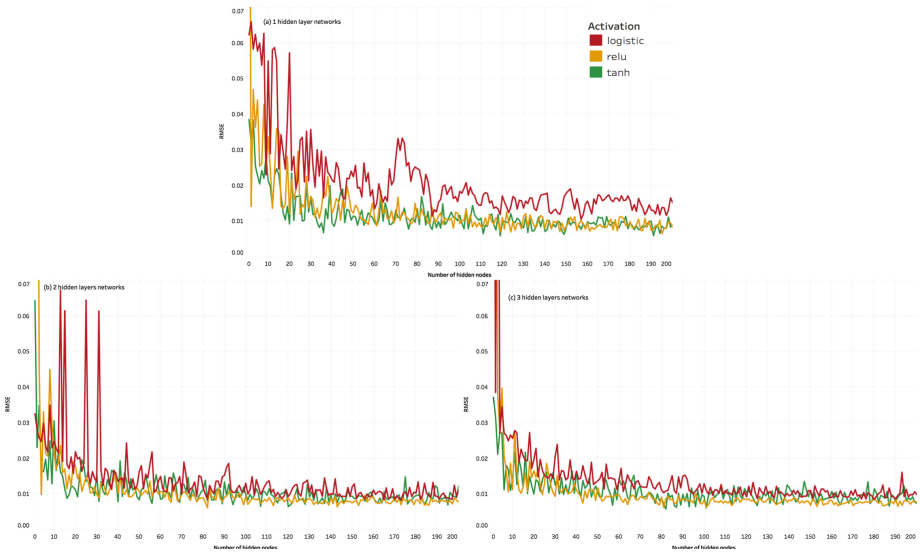 (a) 1 hidden layer networks
Activation
logistic
relu
tanh
RMSE
0.07
0.06
0.05
0.04
0.03
0.02
0.01
0.00
0 10 20 30 40 50 60 70 80 90 100 110 120 130 140 150 160 170 180 190 200
Number of hidden nodes
(b) 2 hidden layers networks
RMSE
0.07
0.06
0.05
0.04
0.03
0.02
0.01
0.00
0 10 20 30 40 50 60 70 80 90 100 110 120 130 140 150 160 170 180 190 200
Number of hidden nodes
(c) 3 hidden layers networks
RMSE
0.07
0.06
0.05
0.04
0.03
0.02
0.01
0.00
0 10 20 30 40 50 60 70 80 90 100 110 120 130 140 150 160 170 180 190 200
Number of hidden nodes